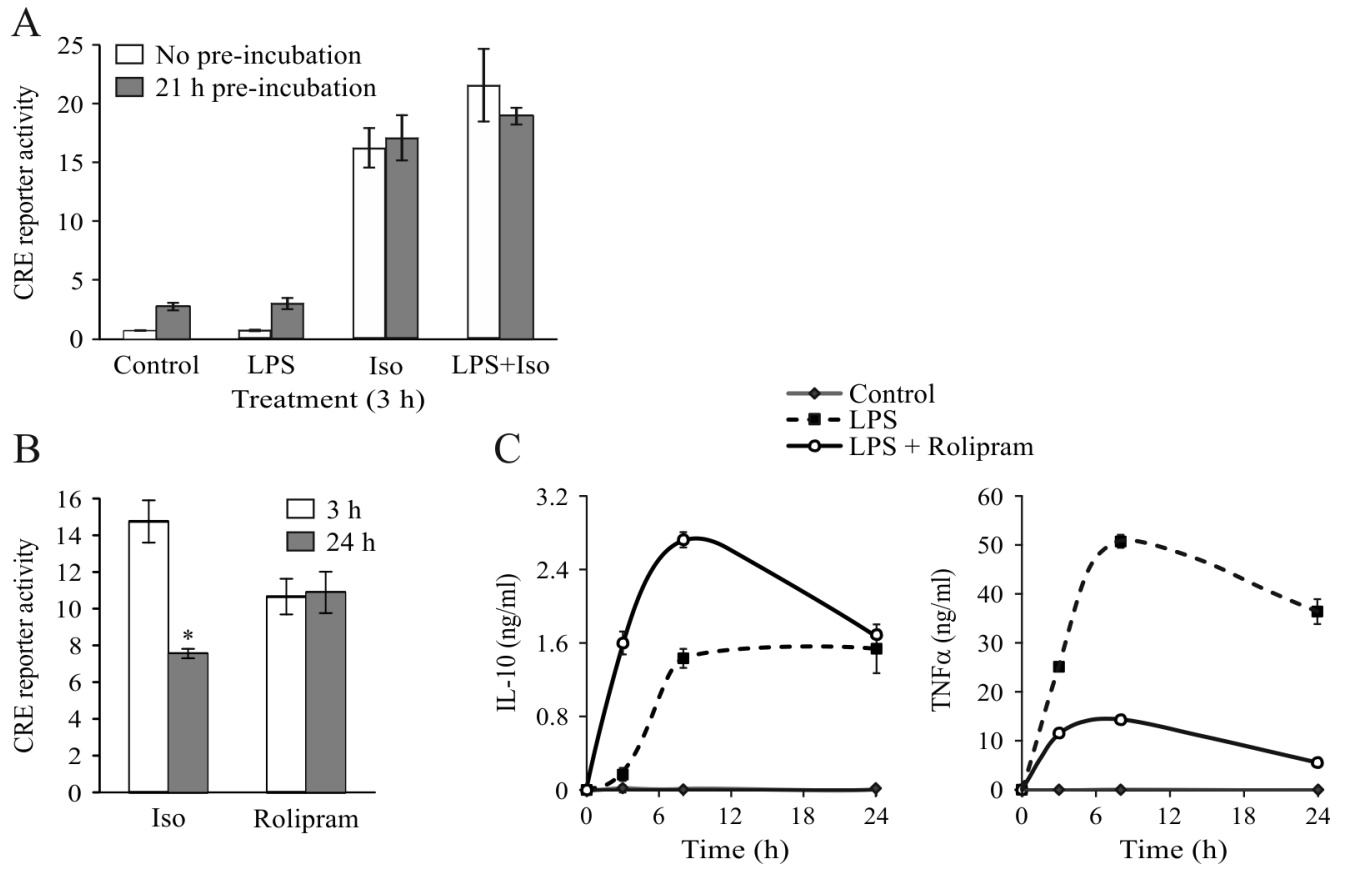 A
25
20
15
10
5
0
CRE reporter activity
No pre-incubation
21 h pre-incubation
Control LPS Iso LPS+Iso
Treatment (3 h)
B
16
14
12
10
8
6
4
2
0
CRE reporter activity
3 h
24 h
*
Iso Rolipram
C
Control
LPS
LPS + Rolipram
3.2
2.4
1.6
0.8
0
IL-10 (ng/ml)
0 6 12 18 24
Time (h)
60
50
40
30
20
10
0
TNFα (ng/ml)
0 6 12 18 24
Time (h)